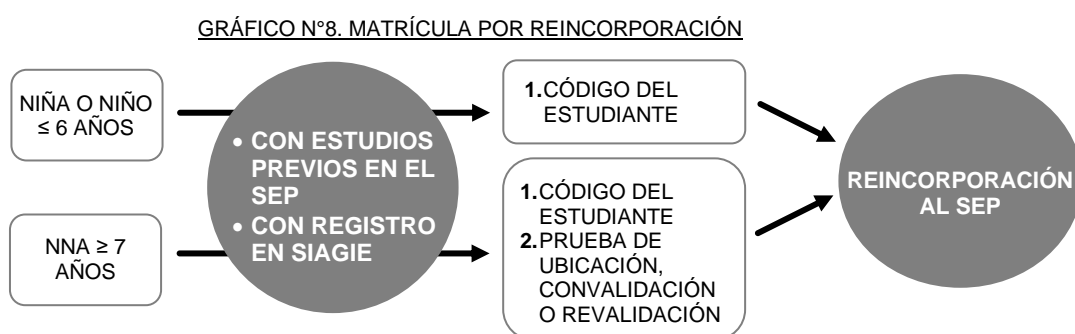 GRÁFICO N°8. MATRÍCULA POR REINCORPORACIÓN
NIÑA O NIÑO
≤ 6 AÑOS
NNA ≥ 7
AÑOS
• CON ESTUDIOS
PREVIOS EN EL
SEP
• CON REGISTRO
EN SIAGIE
1.CÓDIGO DEL
ESTUDIANTE
1.CÓDIGO DEL
ESTUDIANTE
2.PRUEBA DE
UBICACIÓN,
CONVALIDACIÓN
O REVALIDACIÓN
REINCORPORACIÓN
AL SEP